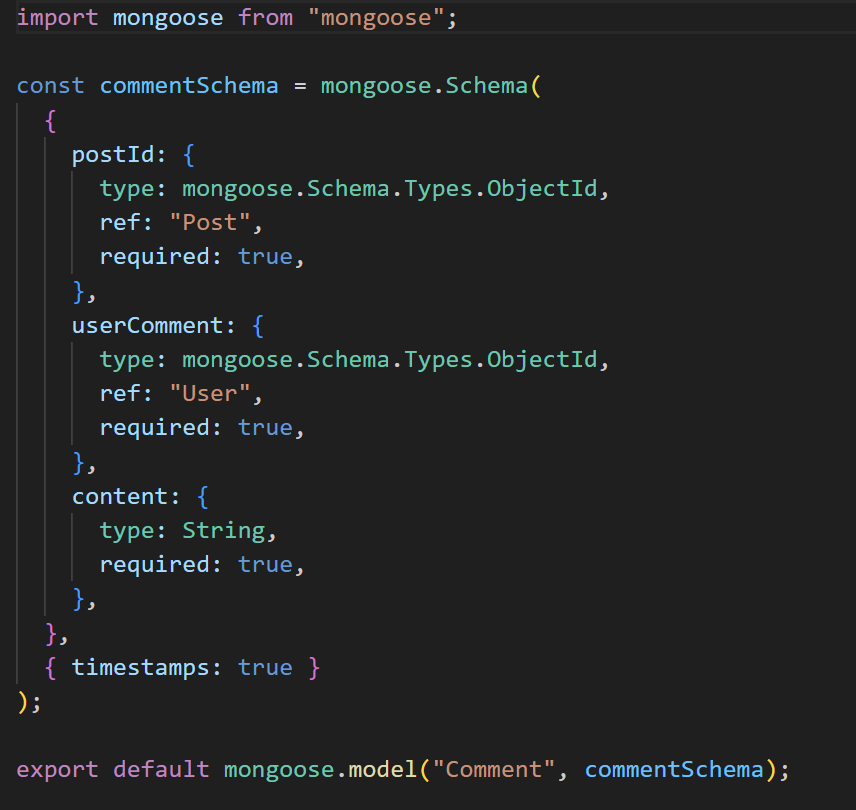 import mongoose from "mongoose";
const commentSchema = mongoose.Schema(
{
postId: {
type: mongoose.Schema.Types.ObjectId,
ref: "Post",
required: true,
},
userComment: {
type: mongoose.Schema.Types.ObjectId,
ref: "User",
required: true,
},
content: {
type: String,
required: true,
},
},
{ timestamps: true }
);
export default mongoose.model("Comment", commentSchema);